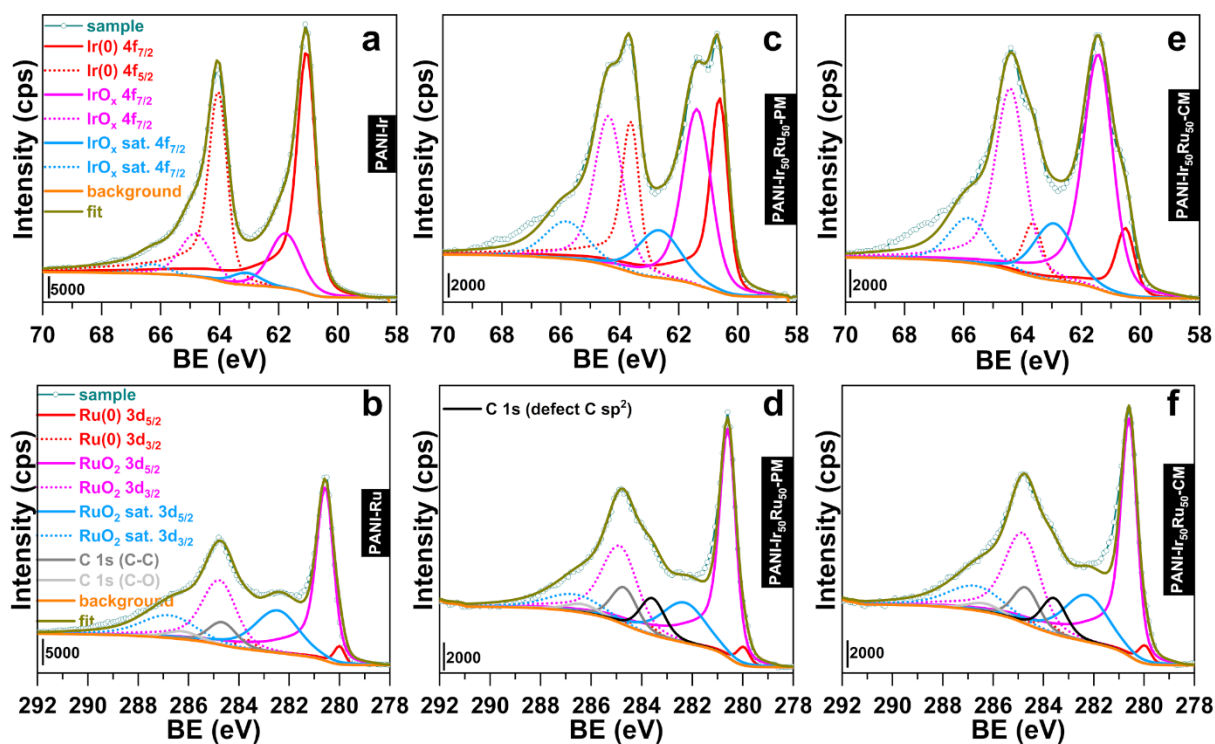 a
sample
Ir(0) 4f7/2
Ir(0) 4f5/2
IrOx 4f7/2
IrOx 4f7/2
IrOx sat. 4f7/2
IrOx sat. 4f7/2
background
fit
PANI-Ir
5000
Intensity (cps)
70 68 66 64 62 60 58
BE (eV)
c
PANI-Ir50Ru50-PM
2000
Intensity (cps)
70 68 66 64 62 60 58
BE (eV)
e
PANI-Ir50Ru50-CM
2000
Intensity (cps)
70 68 66 64 62 60 58
BE (eV)
b
sample
Ru(0) 3d5/2
Ru(0) 3d3/2
RuO2 3d5/2
RuO2 3d3/2
RuO2 sat. 3d5/2
RuO2 sat. 3d3/2
C 1s (C-C)
C 1s (C-O)
background
fit
PANI-Ru
5000
Intensity (cps)
292 290 288 286 284 282 280 278
BE (eV)
d
C 1s (defect C sp2)
PANI-Ir50Ru50-PM
2000
Intensity (cps)
292 290 288 286 284 282 280 278
BE (eV)
f
PANI-Ir50Ru50-CM
2000
Intensity (cps)
292 290 288 286 284 282 280 278
BE (eV)